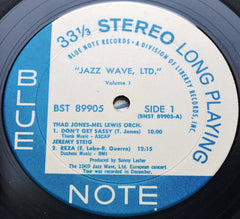 33⅓ STEREO LONG PLAYING
BLUE NOTE RECORDS • A DIVISION OF LIBERTY RECORDS, INC.
"JAZZ WAVE, LTD."
Volume 1
BST 89905 SIDE 1
(BNST 89905-A)
THAD JONES-MEL LEWIS ORCH.
1. DON'T GET SASSY (T. Jones) 10:00
Thank Music - ASCAP
JEREMY STEIG
2. REZA (E. Lobo-R. Guerra) 12:15
Duchess Music - BMI
Produced by Sonny Lester
The 1969 Jazz Wave, Ltd. European concert
Tour was recorded in December.
BLUE
NOTE